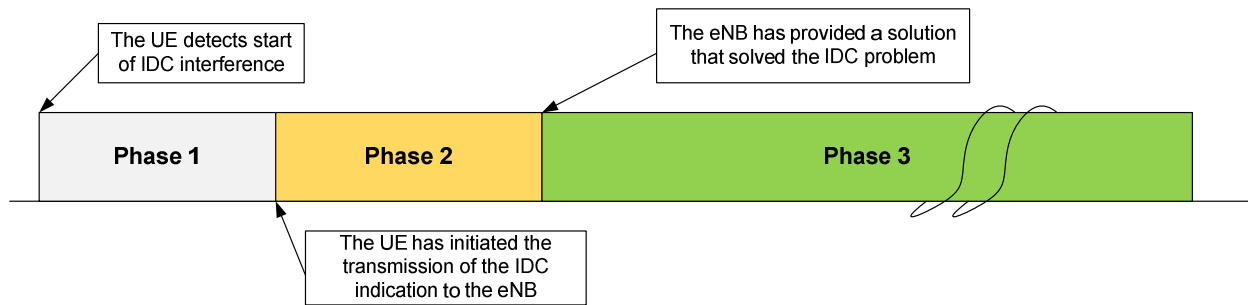 The UE detects start
of IDC interference
The eNB has provided a solution
that solved the IDC problem
Phase 1
Phase 2
Phase 3
The UE has initiated the
transmission of the IDC
indication to the eNB